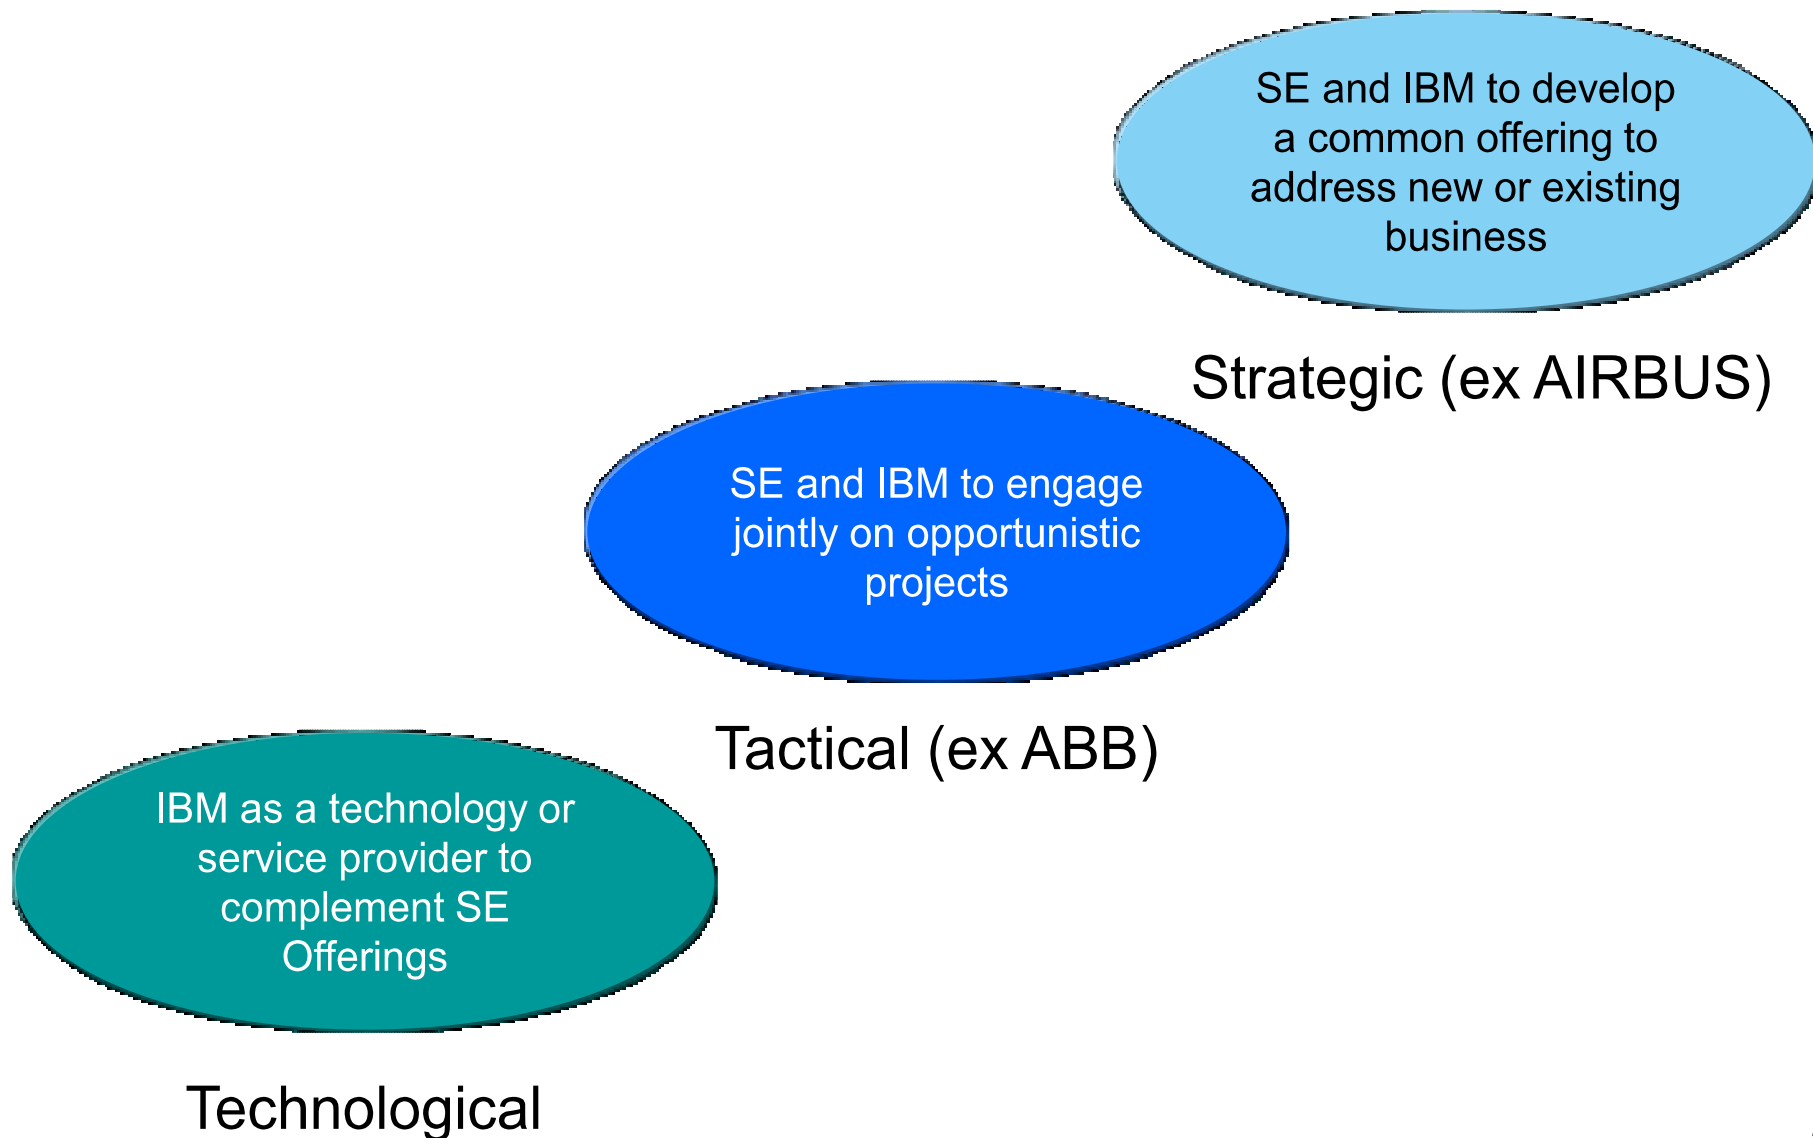 SE and IBM to develop
a common offering to
address new or existing
business
Strategic (ex AIRBUS)
SE and IBM to engage
jointly on opportunistic
projects
Tactical (ex ABB)
IBM as a technology or
service provider to
complement SE
Offerings
Technological